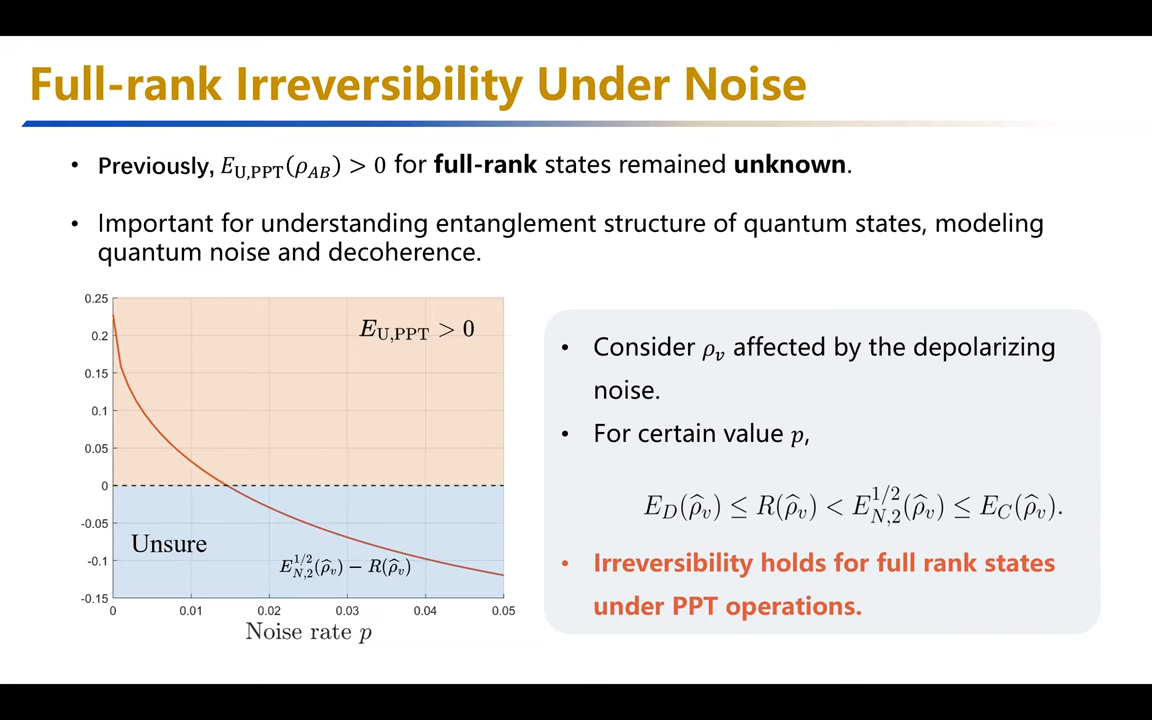 Full-rank Irreversibility Under Noise
• Previously, E_{U,PPT}(ρ_{AB}) > 0 for full-rank states remained unknown.
• Important for understanding entanglement structure of quantum states, modeling
quantum noise and decoherence.
0.25
0.2
0.15
0.1
0.05
0
-0.05
-0.1
-0.15
E_{U,PPT} > 0
Unsure
E_{N,2}^{1/2}(ρ̂_v) − R(ρ̂_v)
0 0.01 0.02 0.03 0.04 0.05
Noise rate p
• Consider ρ_v affected by the depolarizing
noise.
• For certain value p,
E_D(ρ̂_v) ≤ R(ρ̂_v) < E_{N,2}^{1/2}(ρ̂_v) ≤ E_C(ρ̂_v).
• Irreversibility holds for full rank states
under PPT operations.